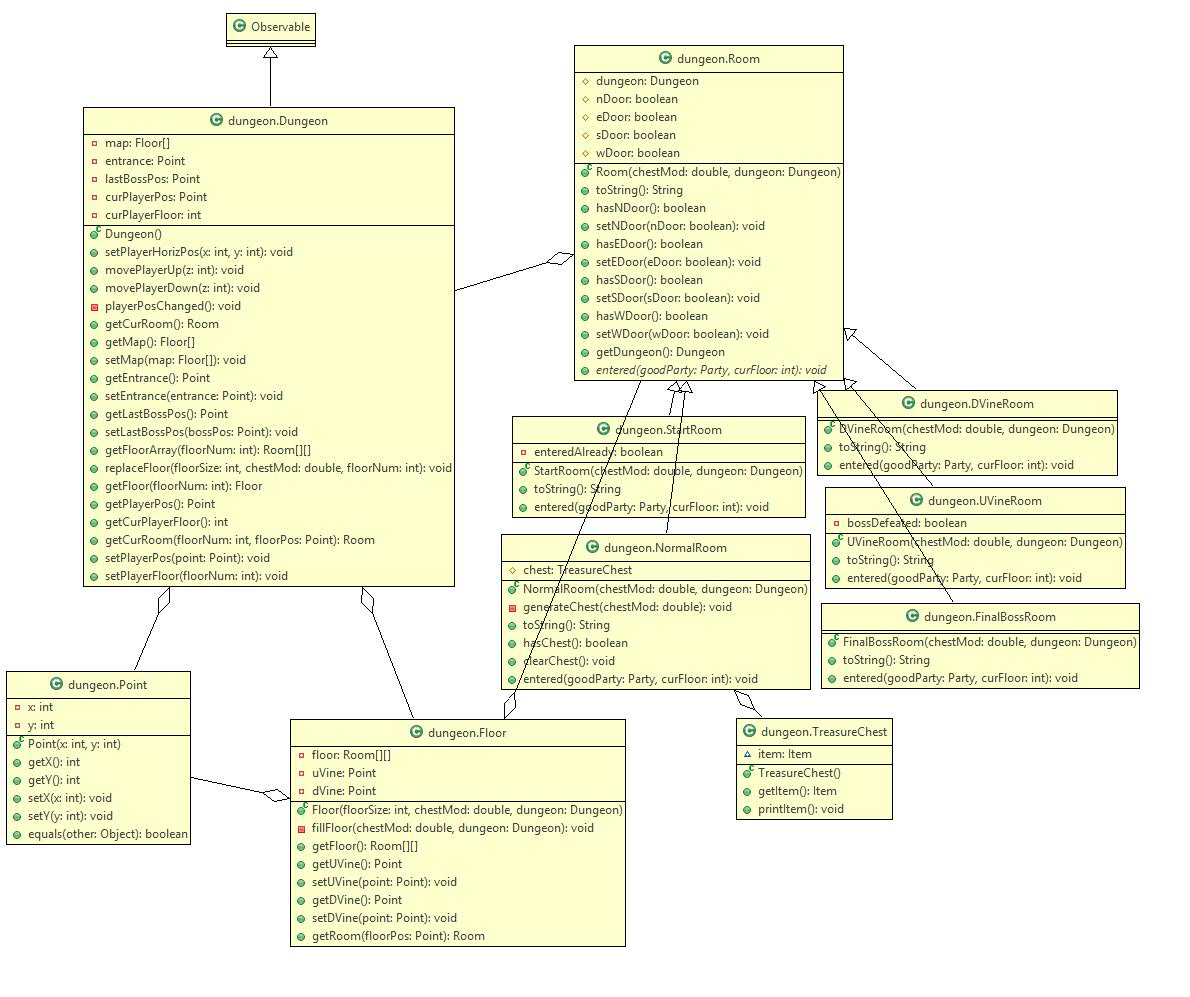 Observable
dungeon.Dungeon
map: Floor[]
entrance: Point
lastBossPos: Point
curPlayerPos: Point
curPlayerFloor: int
Dungeon()
setPlayerHorizPos(x: int, y: int): void
movePlayerUp(z: int): void
movePlayerDown(z: int): void
playerPosChanged(): void
getCurRoom(): Room
getMap(): Floor[]
setMap(map: Floor[]): void
getEntrance(): Point
setEntrance(entrance: Point): void
getLastBossPos(): Point
setLastBossPos(bossPos: Point): void
getFloorArray(floorNum: int): Room[][]
replaceFloor(floorSize: int, chestMod: double, floorNum: int): void
getFloor(floorNum: int): Floor
getPlayerPos(): Point
getCurPlayerFloor(): int
getCurRoom(floorNum: int, floorPos: Point): Room
setPlayerPos(point: Point): void
setPlayerFloor(floorNum: int): void
dungeon.Room
dungeon: Dungeon
nDoor: boolean
eDoor: boolean
sDoor: boolean
wDoor: boolean
Room(chestMod: double, dungeon: Dungeon)
toString(): String
hasNDoor(): boolean
setNDoor(nDoor: boolean): void
hasEDoor(): boolean
setEDoor(eDoor: boolean): void
hasSDoor(): boolean
setSDoor(sDoor: boolean): void
hasWDoor(): boolean
setWDoor(wDoor: boolean): void
getDungeon(): Dungeon
entered(goodParty: Party, curFloor: int): void
dungeon.StartRoom
enteredAlready: boolean
StartRoom(chestMod: double, dungeon: Dungeon)
toString(): String
entered(goodParty: Party, curFloor: int): void
dungeon.DVineRoom
DVineRoom(chestMod: double, dungeon: Dungeon)
toString(): String
entered(goodParty: Party, curFloor: int): void
dungeon.UVineRoom
bossDefeated: boolean
UVineRoom(chestMod: double, dungeon: Dungeon)
toString(): String
entered(goodParty: Party, curFloor: int): void
dungeon.NormalRoom
chest: TreasureChest
NormalRoom(chestMod: double, dungeon: Dungeon)
generateChest(chestMod: double): void
toString(): String
hasChest(): boolean
clearChest(): void
entered(goodParty: Party, curFloor: int): void
dungeon.FinalBossRoom
FinalBossRoom(chestMod: double, dungeon: Dungeon)
toString(): String
entered(goodParty: Party, curFloor: int): void
dungeon.Point
x: int
y: int
Point(x: int, y: int)
getX(): int
getY(): int
setX(x: int): void
setY(y: int): void
equals(other: Object): boolean
dungeon.Floor
floor: Room[][]
uVine: Point
dVine: Point
Floor(floorSize: int, chestMod: double, dungeon: Dungeon)
fillFloor(chestMod: double, dungeon: Dungeon): void
getFloor(): Room[][]
getUVine(): Point
setUVine(point: Point): void
getDVine(): Point
setDVine(point: Point): void
getRoom(floorPos: Point): Room
dungeon.TreasureChest
item: Item
TreasureChest()
getItem(): Item
printItem(): void